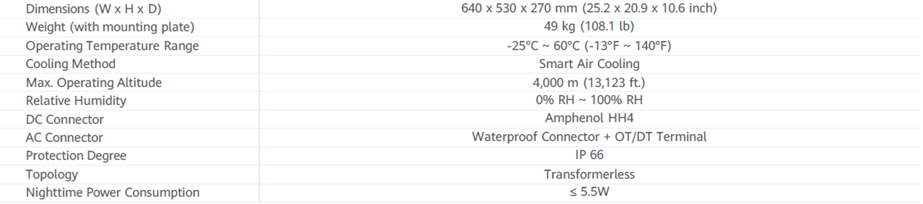 Dimensions (W x H x D) 640 x 530 x 270 mm (25.2 x 20.9 x 10.6 inch)
Weight (with mounting plate) 49 kg (108.1 lb)
Operating Temperature Range -25°C ~ 60°C (-13°F ~ 140°F)
Cooling Method Smart Air Cooling
Max. Operating Altitude 4,000 m (13,123 ft.)
Relative Humidity 0% RH ~ 100% RH
DC Connector Amphenol HH4
AC Connector Waterproof Connector + OT/DT Terminal
Protection Degree IP 66
Topology Transformerless
Nighttime Power Consumption ≤ 5.5W